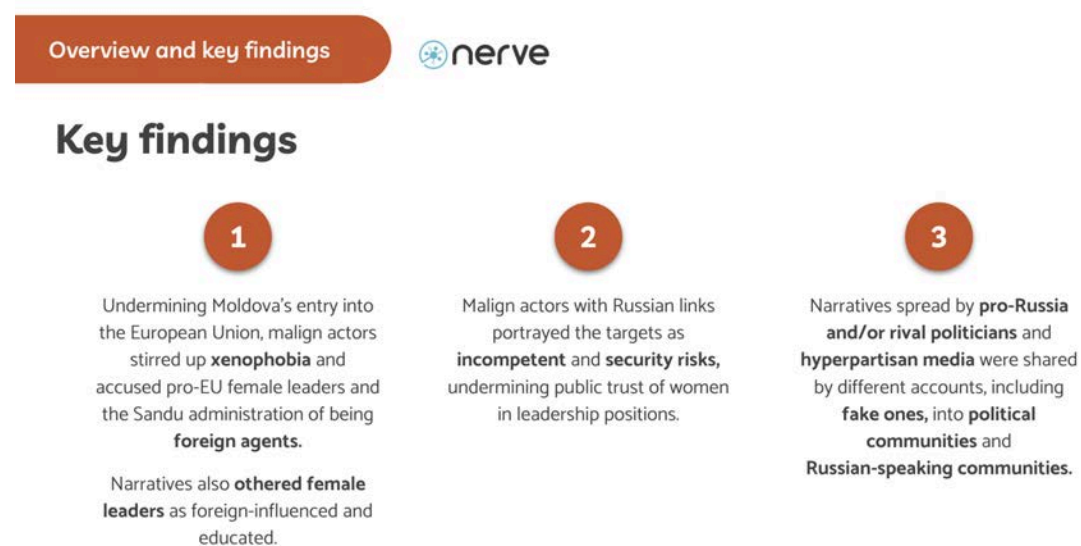 Overview and key findings
nerve
Key findings
1
Undermining Moldova's entry into
the European Union, malign actors
stirred up xenophobia and
accused pro-EU female leaders and
the Sandu administration of being
foreign agents.
Narratives also othered female
leaders as foreign-influenced and
educated.
2
Malign actors with Russian links
portrayed the targets as
incompetent and security risks,
undermining public trust of women
in leadership positions.
3
Narratives spread by pro-Russia
and/or rival politicians and
hyperpartisan media were shared
by different accounts, including
fake ones, into political
communities and
Russian-speaking communities.